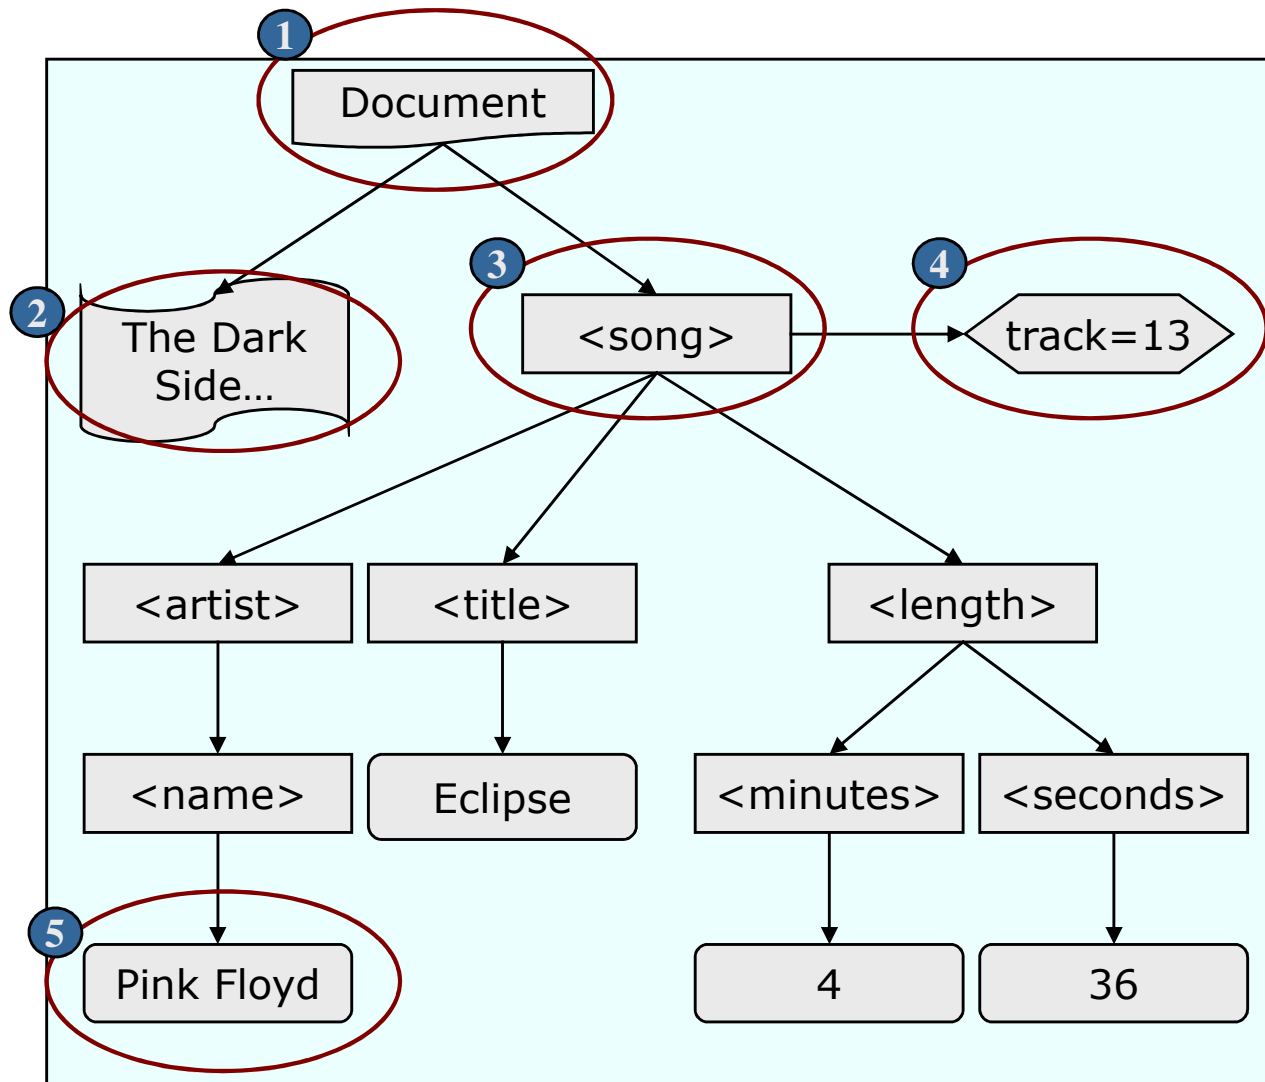 1
Document
2
The Dark
Side...
3
<song>
4
track=13
<artist>
<title>
<length>
<name>
Eclipse
<minutes>
<seconds>
5
Pink Floyd
4
36